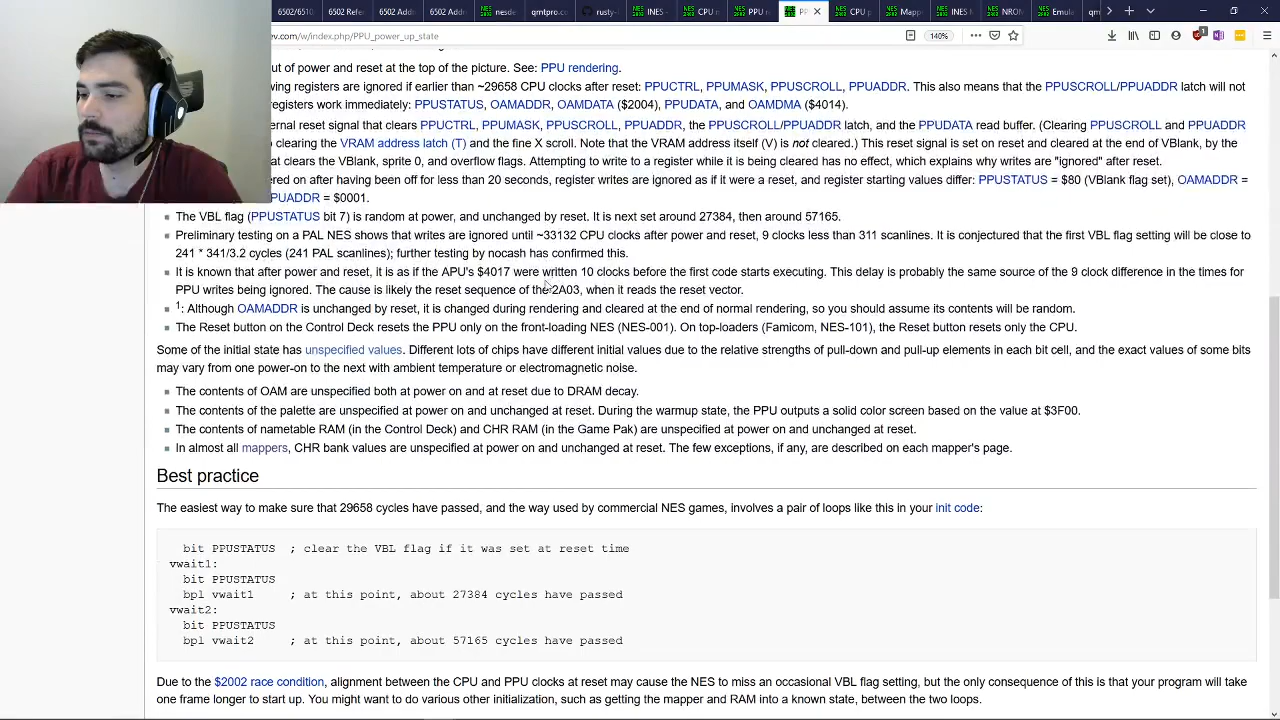 6502/6510
6502 Refer
6502 Addre
6502 Addre
nesde
qmtpro.co
rusty-
INES -
CPU m
PPU re
PP
CPU p
Mapp
INES M
NROM
Emula
qm
ev.com/w/index.php/PPU_power_up_state
140%
ut of power and reset at the top of the picture. See: PPU rendering.
ing registers are ignored if earlier than ~29658 CPU clocks after reset: PPUCTRL, PPUMASK, PPUSCROLL, PPUADDR. This also means that the PPUSCROLL/PPUADDR latch will not
registers work immediately: PPUSTATUS, OAMADDR, OAMDATA ($2004), PPUDATA, and OAMDMA ($4014).
ernal reset signal that clears PPUCTRL, PPUMASK, PPUSCROLL, PPUADDR, the PPUSCROLL/PPUADDR latch, and the PPUDATA read buffer. (Clearing PPUSCROLL and PPUADDR
o clearing the VRAM address latch (T) and the fine X scroll. Note that the VRAM address itself (V) is not cleared.) This reset signal is set on reset and cleared at the end of VBlank, by the
hat clears the VBlank, sprite 0, and overflow flags. Attempting to write to a register while it is being cleared has no effect, which explains why writes are "ignored" after reset.
ered on after having been off for less than 20 seconds, register writes are ignored as if it were a reset, and register starting values differ: PPUSTATUS = $80 (VBlank flag set), OAMADDR =
PUADDR = $0001.
The VBL flag (PPUSTATUS bit 7) is random at power, and unchanged by reset. It is next set around 27384, then around 57165.
Preliminary testing on a PAL NES shows that writes are ignored until ~33132 CPU clocks after power and reset, 9 clocks less than 311 scanlines. It is conjectured that the first VBL flag setting will be close to
241 * 341/3.2 cycles (241 PAL scanlines); further testing by nocash has confirmed this.
It is known that after power and reset, it is as if the APU's $4017 were written 10 clocks before the first code starts executing. This delay is probably the same source of the 9 clock difference in the times for
PPU writes being ignored. The cause is likely the reset sequence of the 2A03, when it reads the reset vector.
1: Although OAMADDR is unchanged by reset, it is changed during rendering and cleared at the end of normal rendering, so you should assume its contents will be random.
The Reset button on the Control Deck resets the PPU only on the front-loading NES (NES-001). On top-loaders (Famicom, NES-101), the Reset button resets only the CPU.
Some of the initial state has unspecified values. Different lots of chips have different initial values due to the relative strengths of pull-down and pull-up elements in each bit cell, and the exact values of some bits
may vary from one power-on to the next with ambient temperature or electromagnetic noise.
The contents of OAM are unspecified both at power on and at reset due to DRAM decay.
The contents of the palette are unspecified at power on and unchanged at reset. During the warmup state, the PPU outputs a solid color screen based on the value at $3F00.
The contents of nametable RAM (in the Control Deck) and CHR RAM (in the Game Pak) are unspecified at power on and unchanged at reset.
In almost all mappers, CHR bank values are unspecified at power on and unchanged at reset. The few exceptions, if any, are described on each mapper's page.
Best practice
The easiest way to make sure that 29658 cycles have passed, and the way used by commercial NES games, involves a pair of loops like this in your init code:
bit PPUSTATUS ; clear the VBL flag if it was set at reset time
vwait1:
bit PPUSTATUS
bpl vwait1 ; at this point, about 27384 cycles have passed
vwait2:
bit PPUSTATUS
bpl vwait2 ; at this point, about 57165 cycles have passed
Due to the $2002 race condition, alignment between the CPU and PPU clocks at reset may cause the NES to miss an occasional VBL flag setting, but the only consequence of this is that your program will take
one frame longer to start up. You might want to do various other initialization, such as getting the mapper and RAM into a known state, between the two loops.